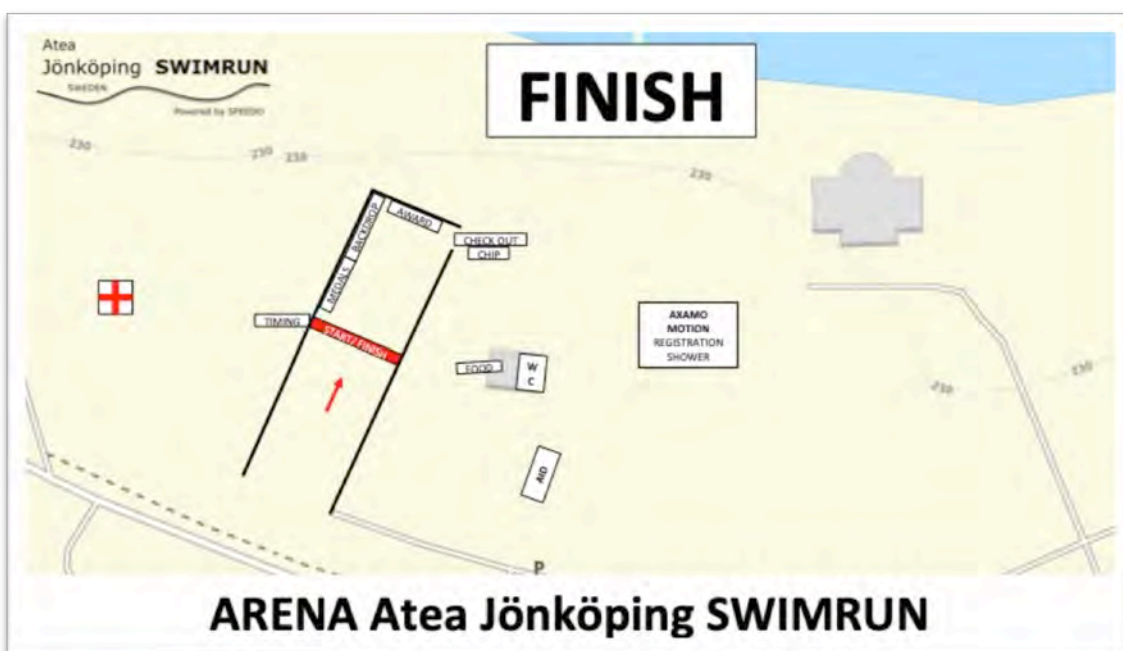 Atea
Jönköping SWIMRUN
SWEDEN
Powered by SPEEDO
FINISH
230
230
230
230
AWARD
BACKDROP
MEDALS
CHECK OUT
CHIP
TIMING
START/ FINISH
FOOD
W
C
AXAMO
MOTION
REGISTRATION
SHOWER
230
230
AID
P
ARENA Atea Jönköping SWIMRUN